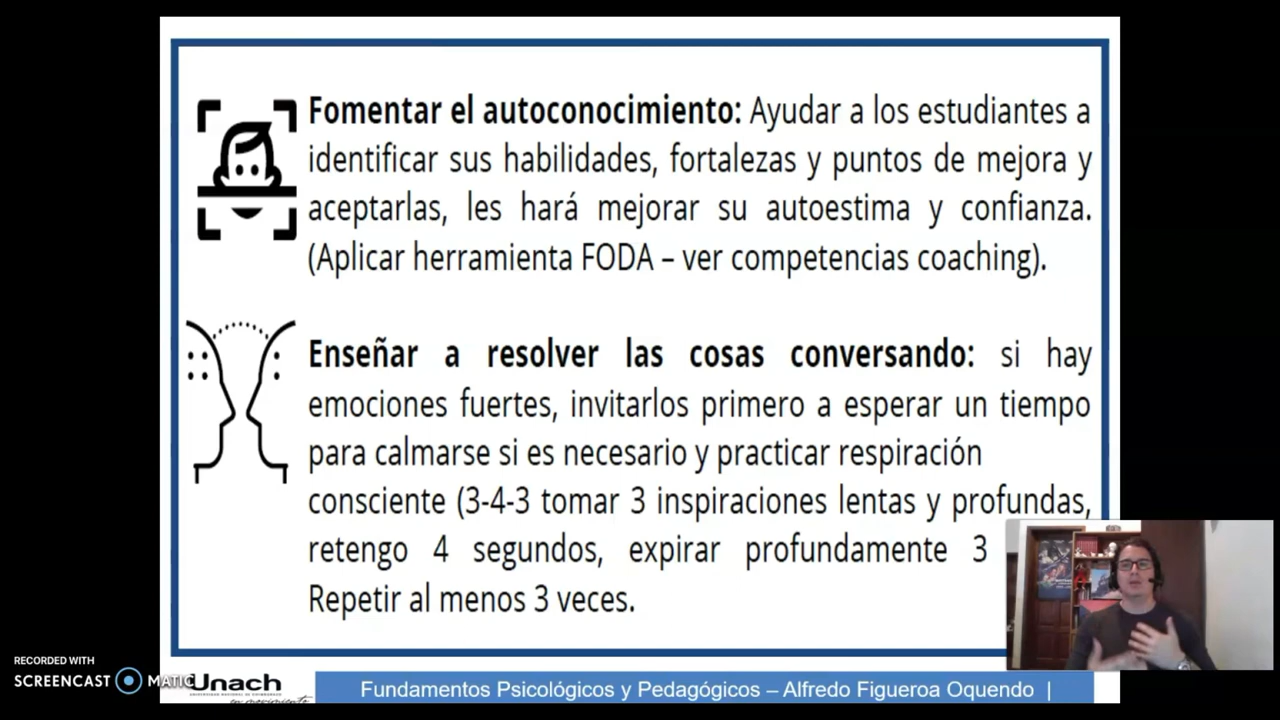 Fomentar el autoconocimiento: Ayudar a los estudiantes a
identificar sus habilidades, fortalezas y puntos de mejora y
aceptarlas, les hará mejorar su autoestima y confianza.
(Aplicar herramienta FODA – ver competencias coaching).
Enseñar a resolver las cosas conversando: si hay
emociones fuertes, invitarlos primero a esperar un tiempo
para calmarse si es necesario y practicar respiración
consciente (3-4-3 tomar 3 inspiraciones lentas y profundas,
retengo 4 segundos, expirar profundamente 3
Repetir al menos 3 veces.
RECORDED WITH
SCREENCAST MATIC
Unach
en movimiento
Fundamentos Psicológicos y Pedagógicos – Alfredo Figueroa Oquendo |